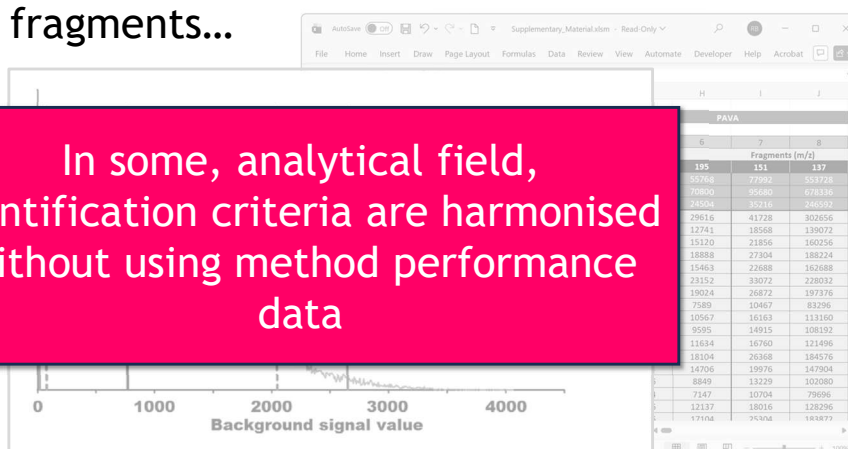 fragments…
AutoSave Off Supplementary_Material.xlsm - Read-Only RB
File Home Insert Draw Page Layout Formulas Data Review View Automate Developer Help Acrobat
H I J
PAVA
6 7 8
Fragments (m/z)
195 151 137
55768 77992 553728
70800 95680 678336
24504 35216 246592
29616 41728 302656
12741 18568 139072
15120 21856 160256
18888 27304 188224
15463 22688 162688
23152 33072 228032
19024 26872 197376
7589 10467 83296
10567 16163 113160
9595 14915 108192
11634 16760 121496
18104 26368 184576
14706 19976 147904
8849 13229 102080
7147 10704 79696
12137 18016 128296
17104 25304 183872
In some, analytical field,
ntification criteria are harmonised
ithout using method performance
data
0 1000 2000 3000 4000
Background signal value